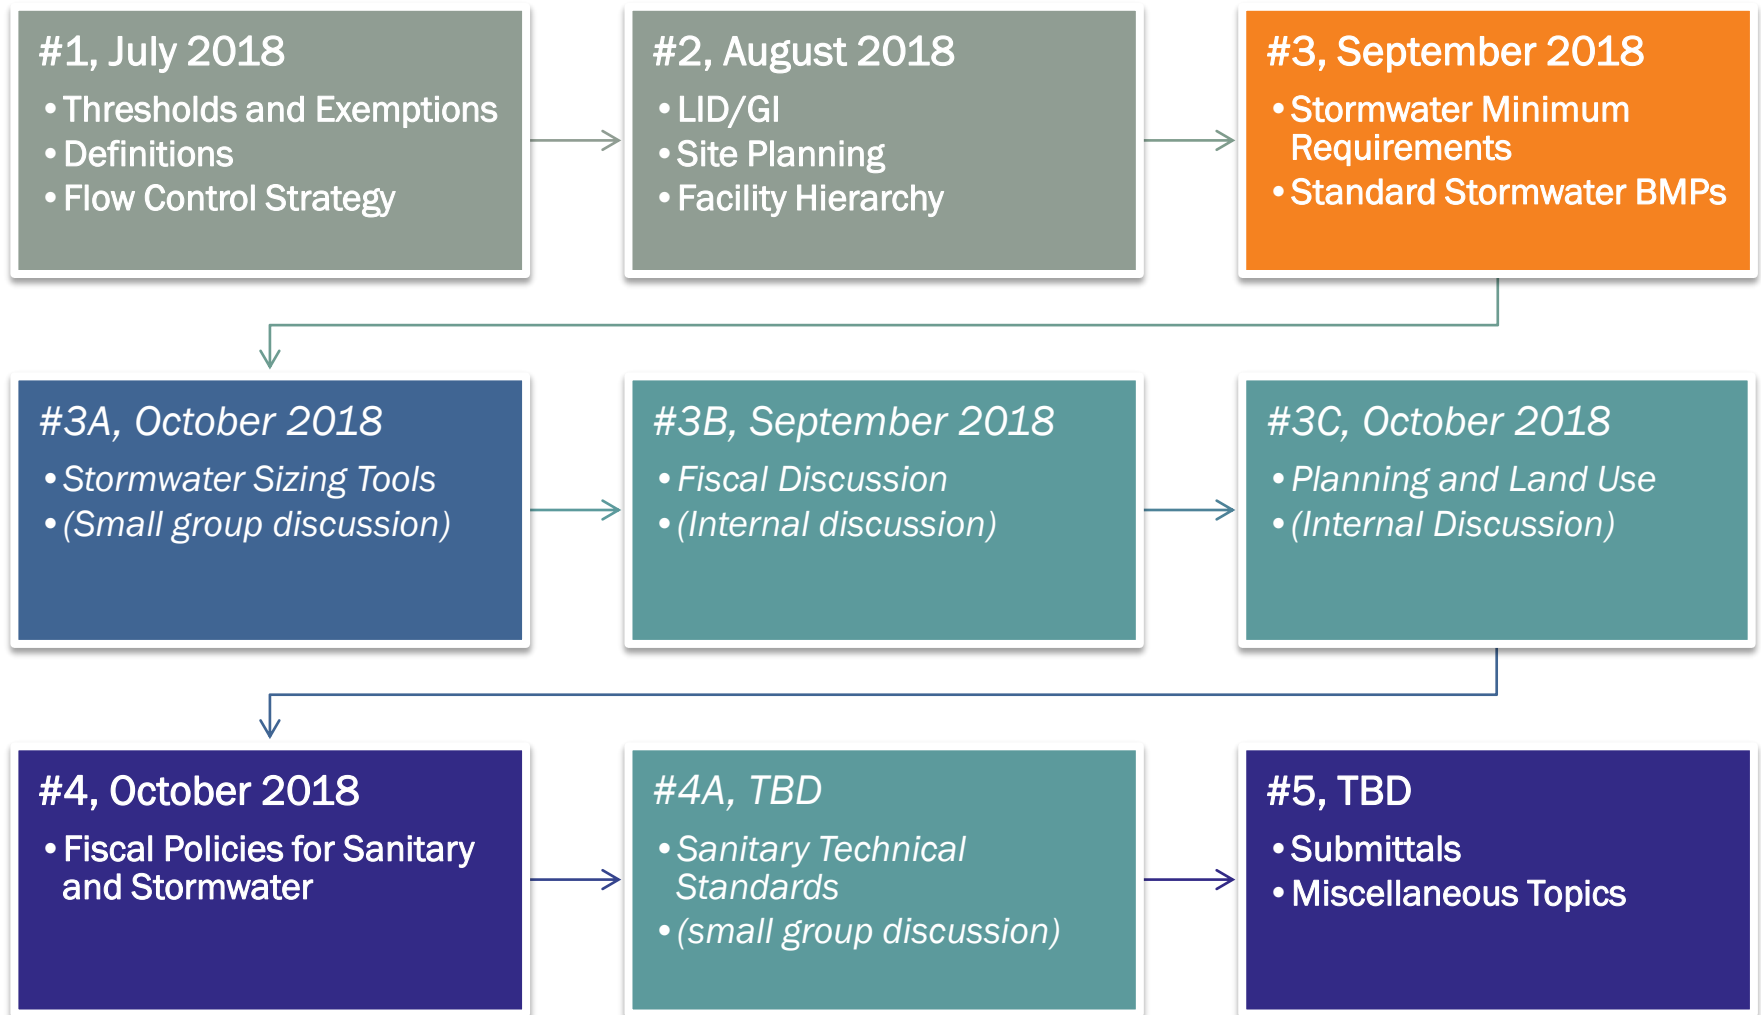 #1, July 2018
• Thresholds and Exemptions
• Definitions
• Flow Control Strategy
#2, August 2018
• LID/GI
• Site Planning
• Facility Hierarchy
#3, September 2018
• Stormwater Minimum
Requirements
• Standard Stormwater BMPs
#3A, October 2018
• Stormwater Sizing Tools
• (Small group discussion)
#3B, September 2018
• Fiscal Discussion
• (Internal discussion)
#3C, October 2018
• Planning and Land Use
• (Internal Discussion)
#4, October 2018
• Fiscal Policies for Sanitary
and Stormwater
#4A, TBD
• Sanitary Technical
Standards
• (small group discussion)
#5, TBD
• Submittals
• Miscellaneous Topics